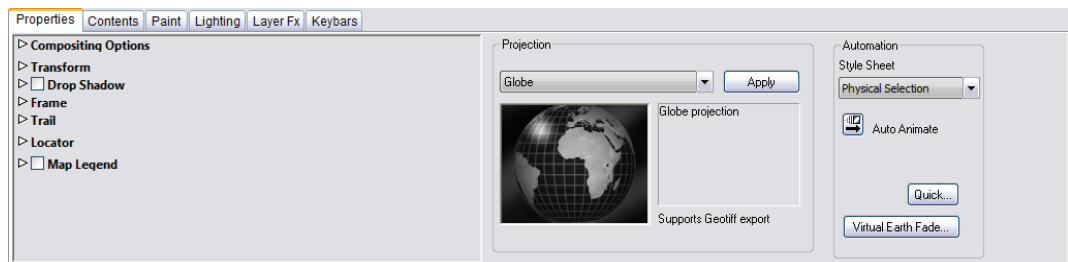 Properties Contents Paint Lighting Layer Fx Keybars
Compositing Options
Transform
Drop Shadow
Frame
Trail
Locator
Map Legend
Projection
Globe Apply
Globe projection
Supports Geotiff export
Automation
Style Sheet
Physical Selection
Auto Animate
Quick...
Virtual Earth Fade...